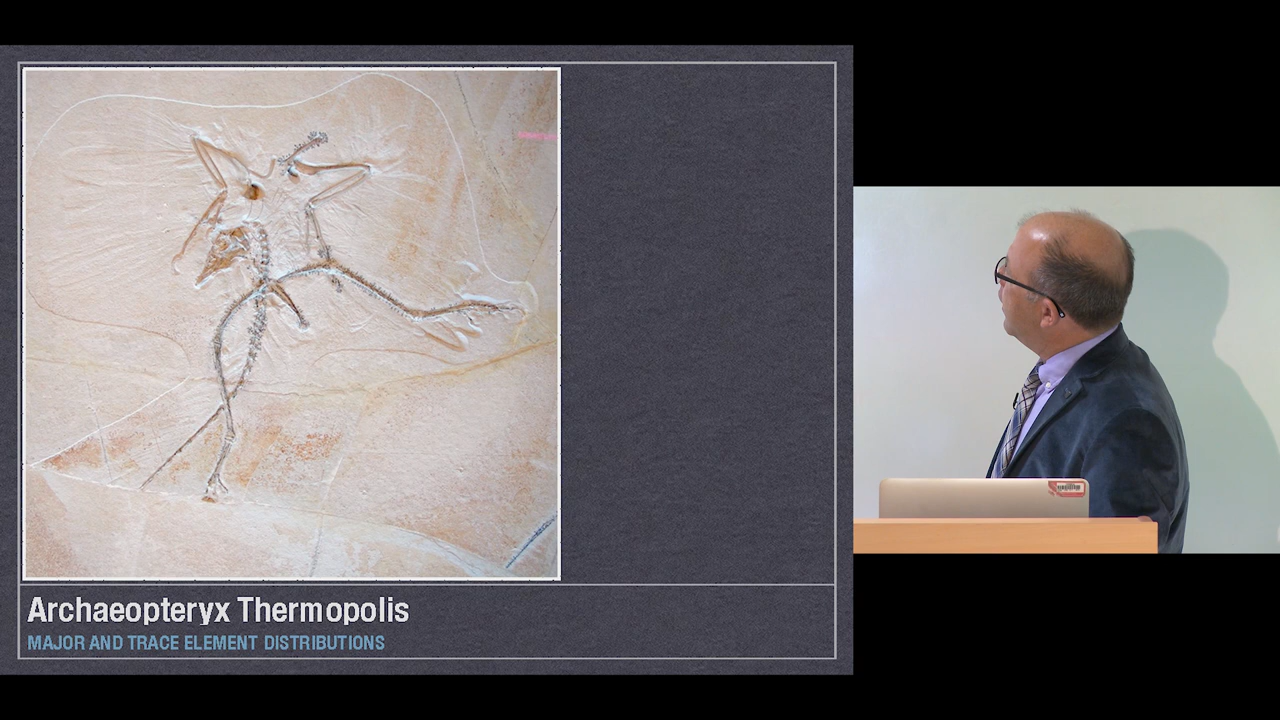 Archaeopteryx Thermopolis
MAJOR AND TRACE ELEMENT DISTRIBUTIONS